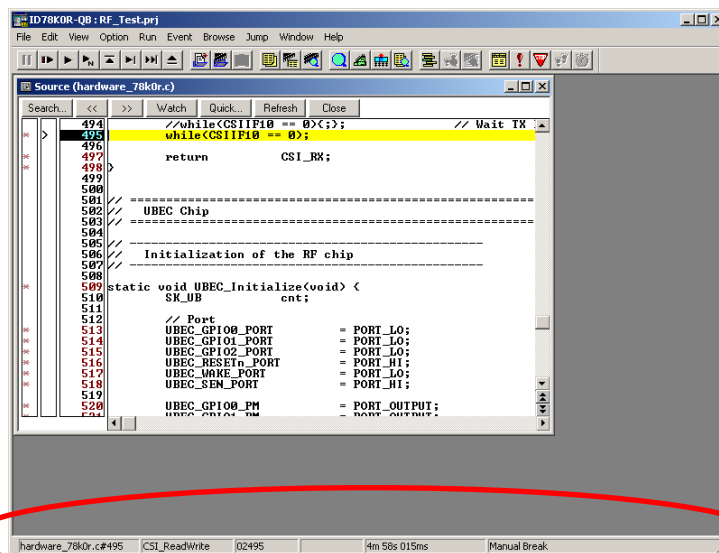 ID78K0R-QB : RF_Test.prj
File Edit View Option Run Event Browse Jump Window Help
Source (hardware_78k0r.c)
Search... << >> Watch Quick... Refresh Close
494 //while(CSIIF10 == 0){;}; // Wait TX
> 495 while(CSIIF10 == 0);
496
497 return CSI_RX;
498 }
499
500
501 // ==========================================================
502 // UBEC Chip
503 // ==========================================================
504
505 // --------------------------------------------------
506 // Initialization of the RF chip
507 // --------------------------------------------------
508
509 static void UBEC_Initialize(void) {
510 SK_UB cnt;
511
512 // Port
513 UBEC_GPIO0_PORT = PORT_LO;
514 UBEC_GPIO1_PORT = PORT_LO;
515 UBEC_GPIO2_PORT = PORT_LO;
516 UBEC_RESETn_PORT = PORT_HI;
517 UBEC_WAKE_PORT = PORT_LO;
518 UBEC_SEN_PORT = PORT_HI;
519
520 UBEC_GPIO0_PM = PORT_OUTPUT;
521 UBEC_GPIO1_PM = PORT_OUTPUT;
hardware_78k0r.c#495 CSI_ReadWrite 02495 4m 58s 015ms Manual Break